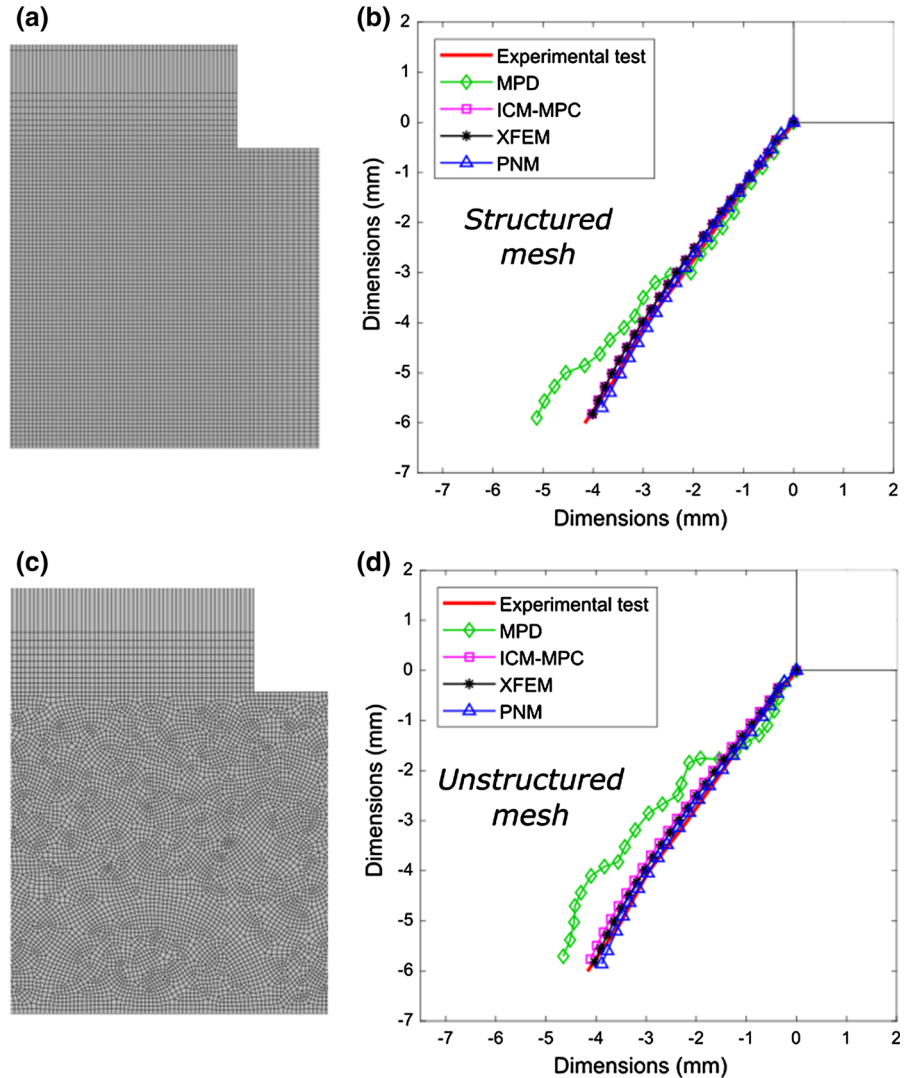 (a)
(b)
2
1
0
-1
-2
-3
-4
-5
-6
-7
Dimensions (mm)
Experimental test
MPD
ICM-MPC
XFEM
PNM
Structured
mesh
-7 -6 -5 -4 -3 -2 -1 0 1 2
Dimensions (mm)
(c)
(d)
2
1
0
-1
-2
-3
-4
-5
-6
-7
Dimensions (mm)
Experimental test
MPD
ICM-MPC
XFEM
PNM
Unstructured
mesh
-7 -6 -5 -4 -3 -2 -1 0 1 2
Dimensions (mm)